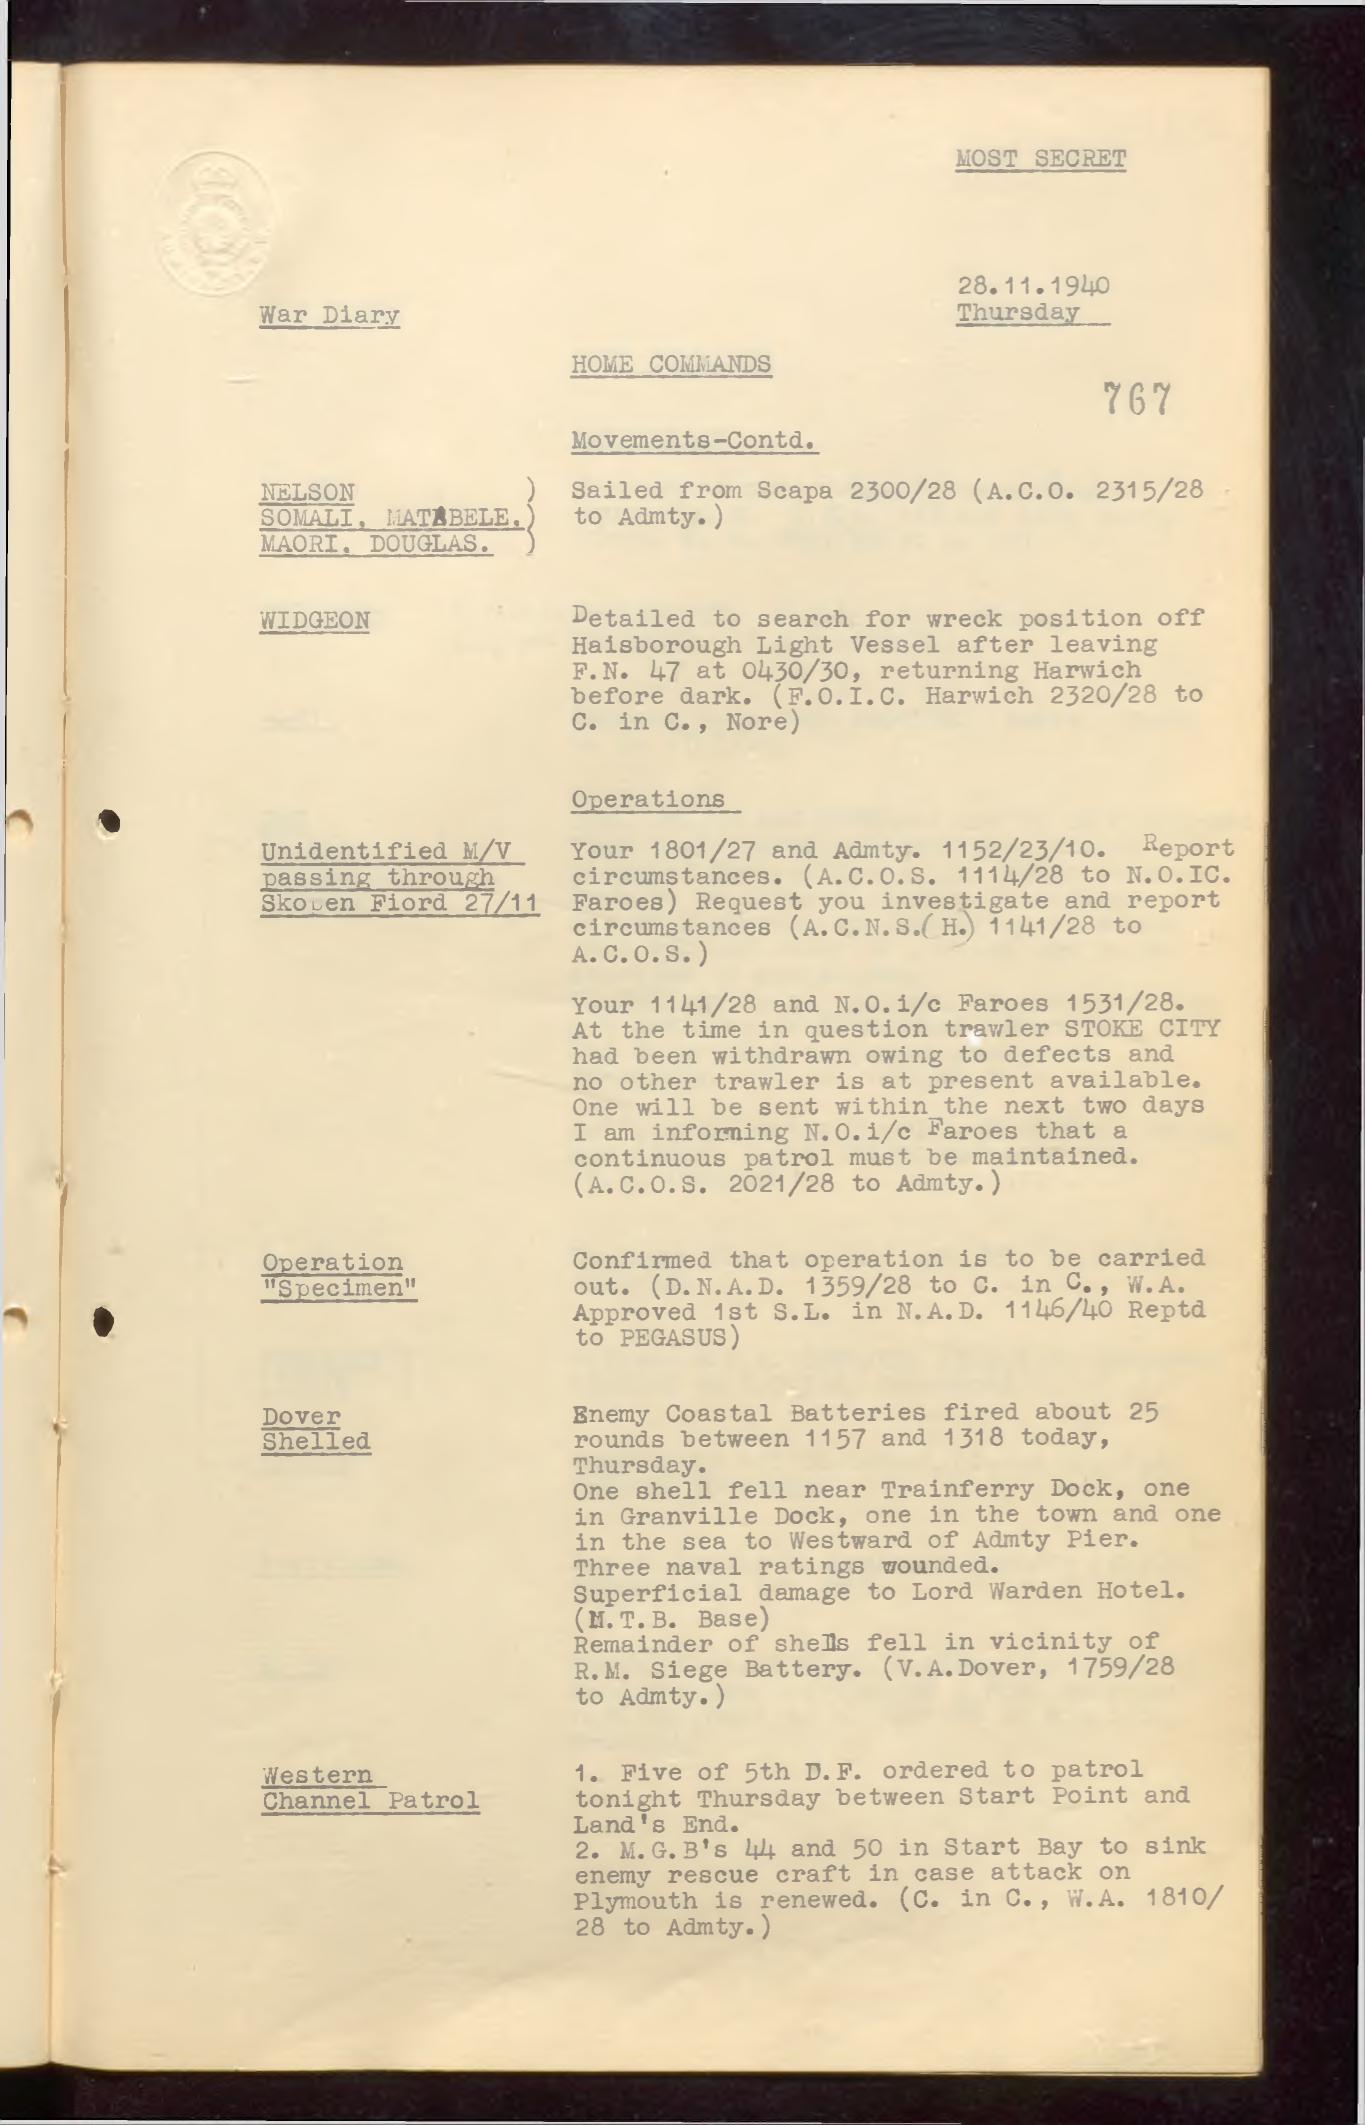 MOST SECRET
28.11.1940
War Diary
Thursday
HOME COMMANDS
767
Movements-Contd.
NELSON )
SOMALI, MATABELE, )
MAORI. DOUGLAS. )
Sailed from Scapa 2300/28 (A.C.O. 2315/28
to Admty.)
WIDGEON
Detailed to search for wreck position off
Haisborough Light Vessel after leaving
F.N. 47 at 0430/30, returning Harwich
before dark. (F.O.I.C. Harwich 2320/28 to
C. in C., Nore)
Operations
Unidentified M/V
passing through
Fiord 27/11
Your 1801/27 and Admty. 1152/23/10. Report
circumstances. (A.C.O.S. 1114/28 to N.O.IC.
Faroes) Request you investigate and report
circumstances (A.C.N.S.(H.) 1141/28 to
A.C.O.S.)
Your 1141/28 and N.O.i/c Faroes 1531/28.
At the time in question trawler STOKE CITY
had been withdrawn owing to defects and
no other trawler is at present available.
One will be sent within the next two days
I am informing N.O.i/c Faroes that a
continuous patrol must be maintained.
(A.C.O.S. 2021/28 to Admty.)
Operation
"Specimen"
Confirmed that operation is to be carried
out. (D.N.A.D. 1359/28 to C. in C., W.A.
Approved 1st S.L. in N.A.D. 1146/40 Reptd
to PEGASUS)
Dover
Shelled
Enemy Coastal Batteries fired about 25
rounds between 1157 and 1318 today,
Thursday.
One shell fell near Trainferry Dock, one
in Granville Dock, one in the town and one
in the sea to Westward of Admty Pier.
Three naval ratings wounded.
Superficial damage to Lord Warden Hotel.
(M.T.B. Base)
Remainder of shells fell in vicinity of
R.M. Siege Battery. (V.A.Dover, 1759/28
to Admty.)
Western
Channel Patrol
1. Five of 5th D.F. ordered to patrol
tonight Thursday between Start Point and
Land's End.
2. M.G.B's 44 and 50 in Start Bay to sink
enemy rescue craft in case attack on
Plymouth is renewed. (C. in C., W.A. 1810/
28 to Admty.)